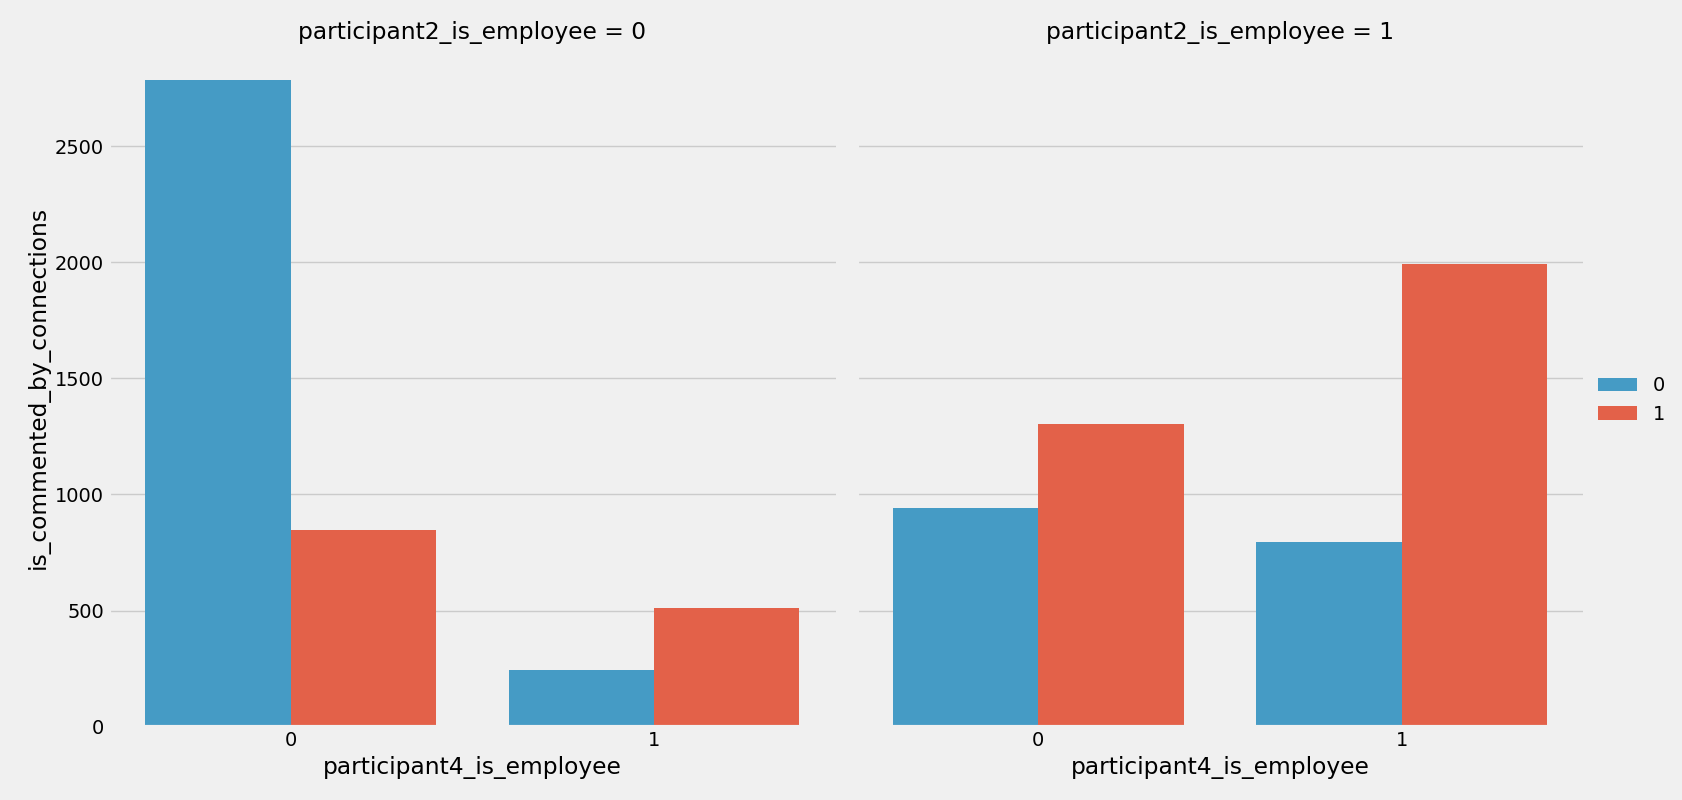 participant2_is_employee = 0
participant2_is_employee = 1
is_commented_by_connections
2500
2000
1500
1000
500
0
0
1
participant4_is_employee
0
1
participant4_is_employee
0
1